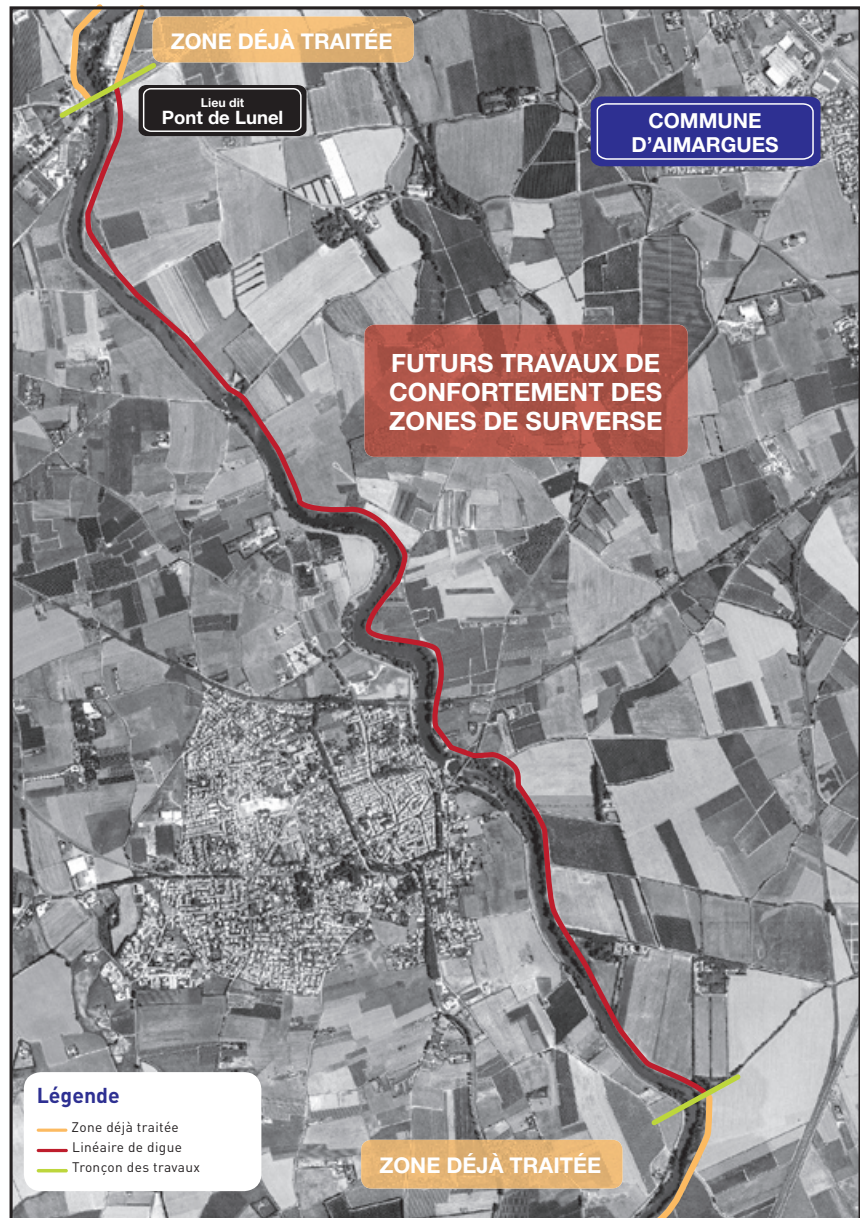 ZONE DÉJÀ TRAITÉE
Lieu dit
Pont de Lunel
COMMUNE
D'AIMARGUES
FUTURS TRAVAUX DE
CONFORTEMENT DES
ZONES DE SURVERSE
Légende
Zone déjà traitée
Linéaire de digue
Tronçon des travaux
ZONE DÉJÀ TRAITÉE